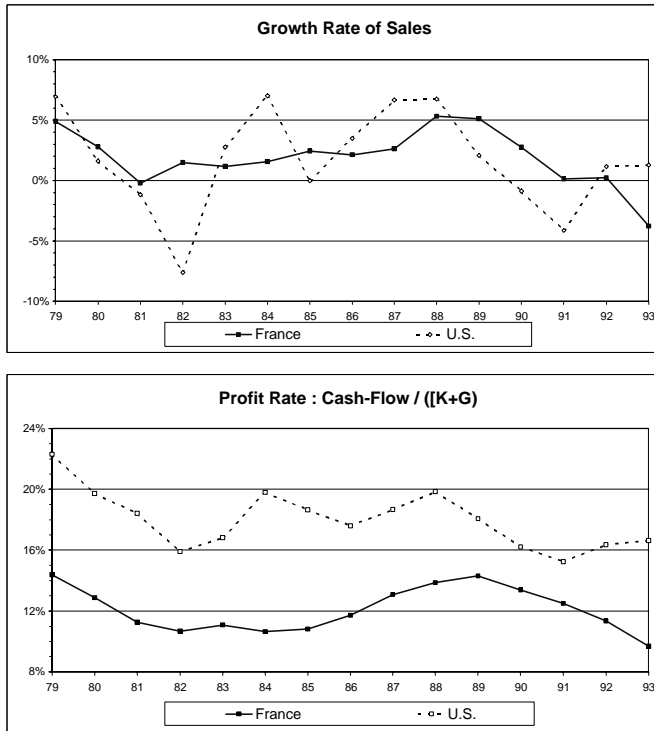 Growth Rate of Sales
10%
5%
0%
-5%
-10%
79 80 81 82 83 84 85 86 87 88 89 90 91 92 93
France U.S.
Profit Rate : Cash-Flow / ([K+G)
24%
20%
16%
12%
8%
79 80 81 82 83 84 85 86 87 88 89 90 91 92 93
France U.S.